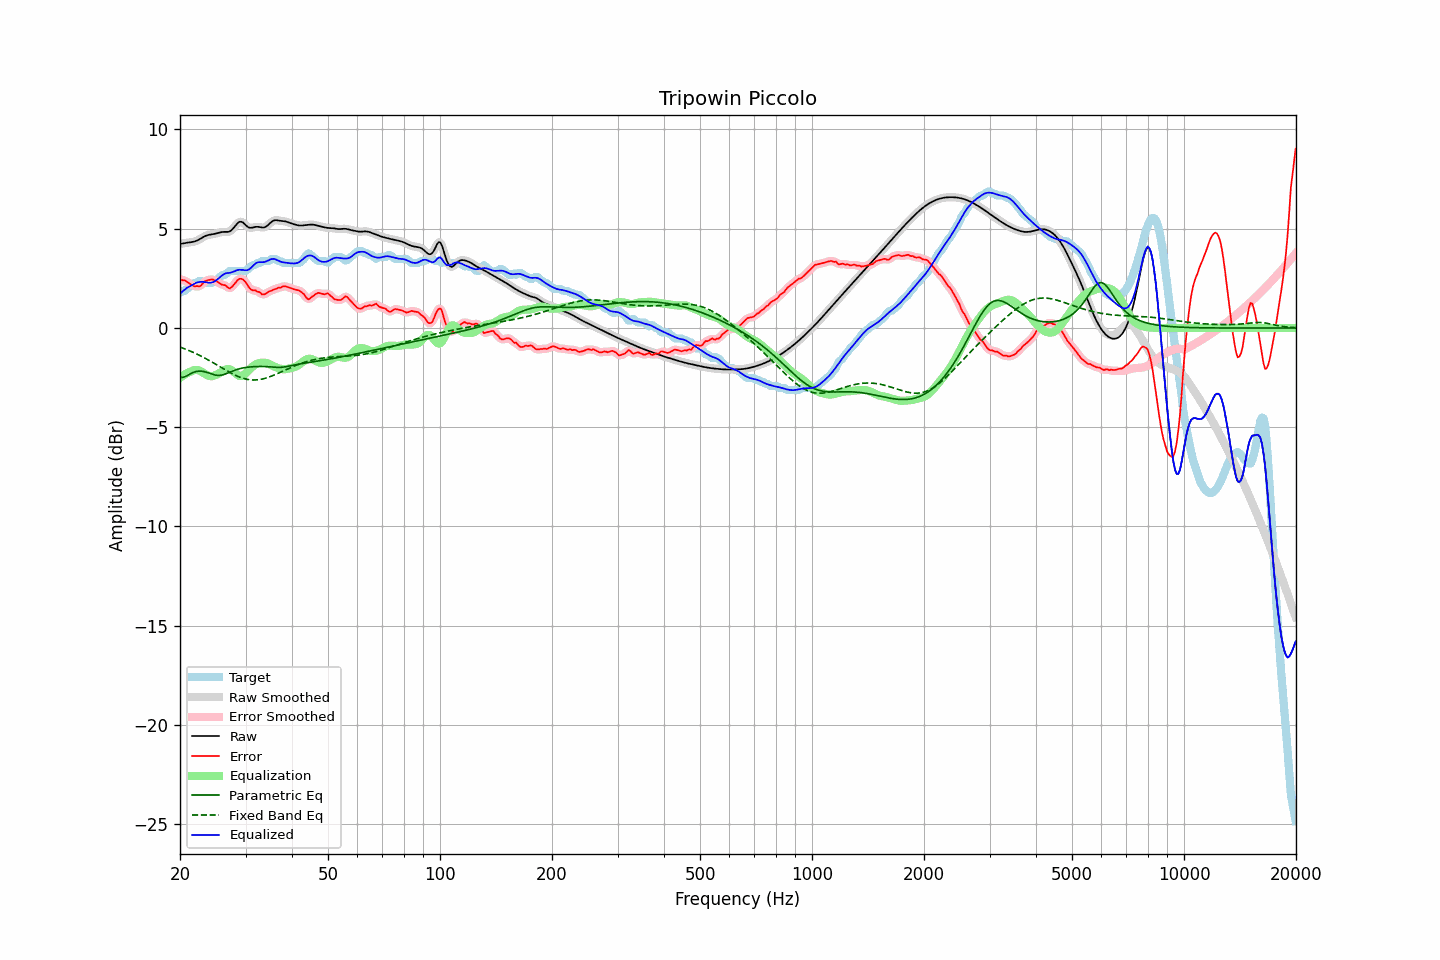 Tripowin Piccolo
10
5
0
−5
−10
−15
−20
−25
Amplitude (dBr)
Target
Raw Smoothed
Error Smoothed
Raw
Error
Equalization
Parametric Eq
Fixed Band Eq
Equalized
20 50 100 200 500 1000 2000 5000 10000 20000
Frequency (Hz)